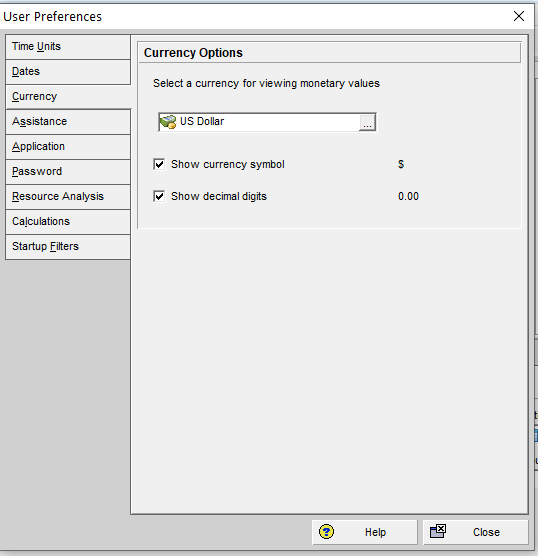 User Preferences
Time Units
Dates
Currency
Assistance
Application
Password
Resource Analysis
Calculations
Startup Filters
Currency Options
Select a currency for viewing monetary values
US Dollar ...
Show currency symbol $
Show decimal digits 0.00
Help Close